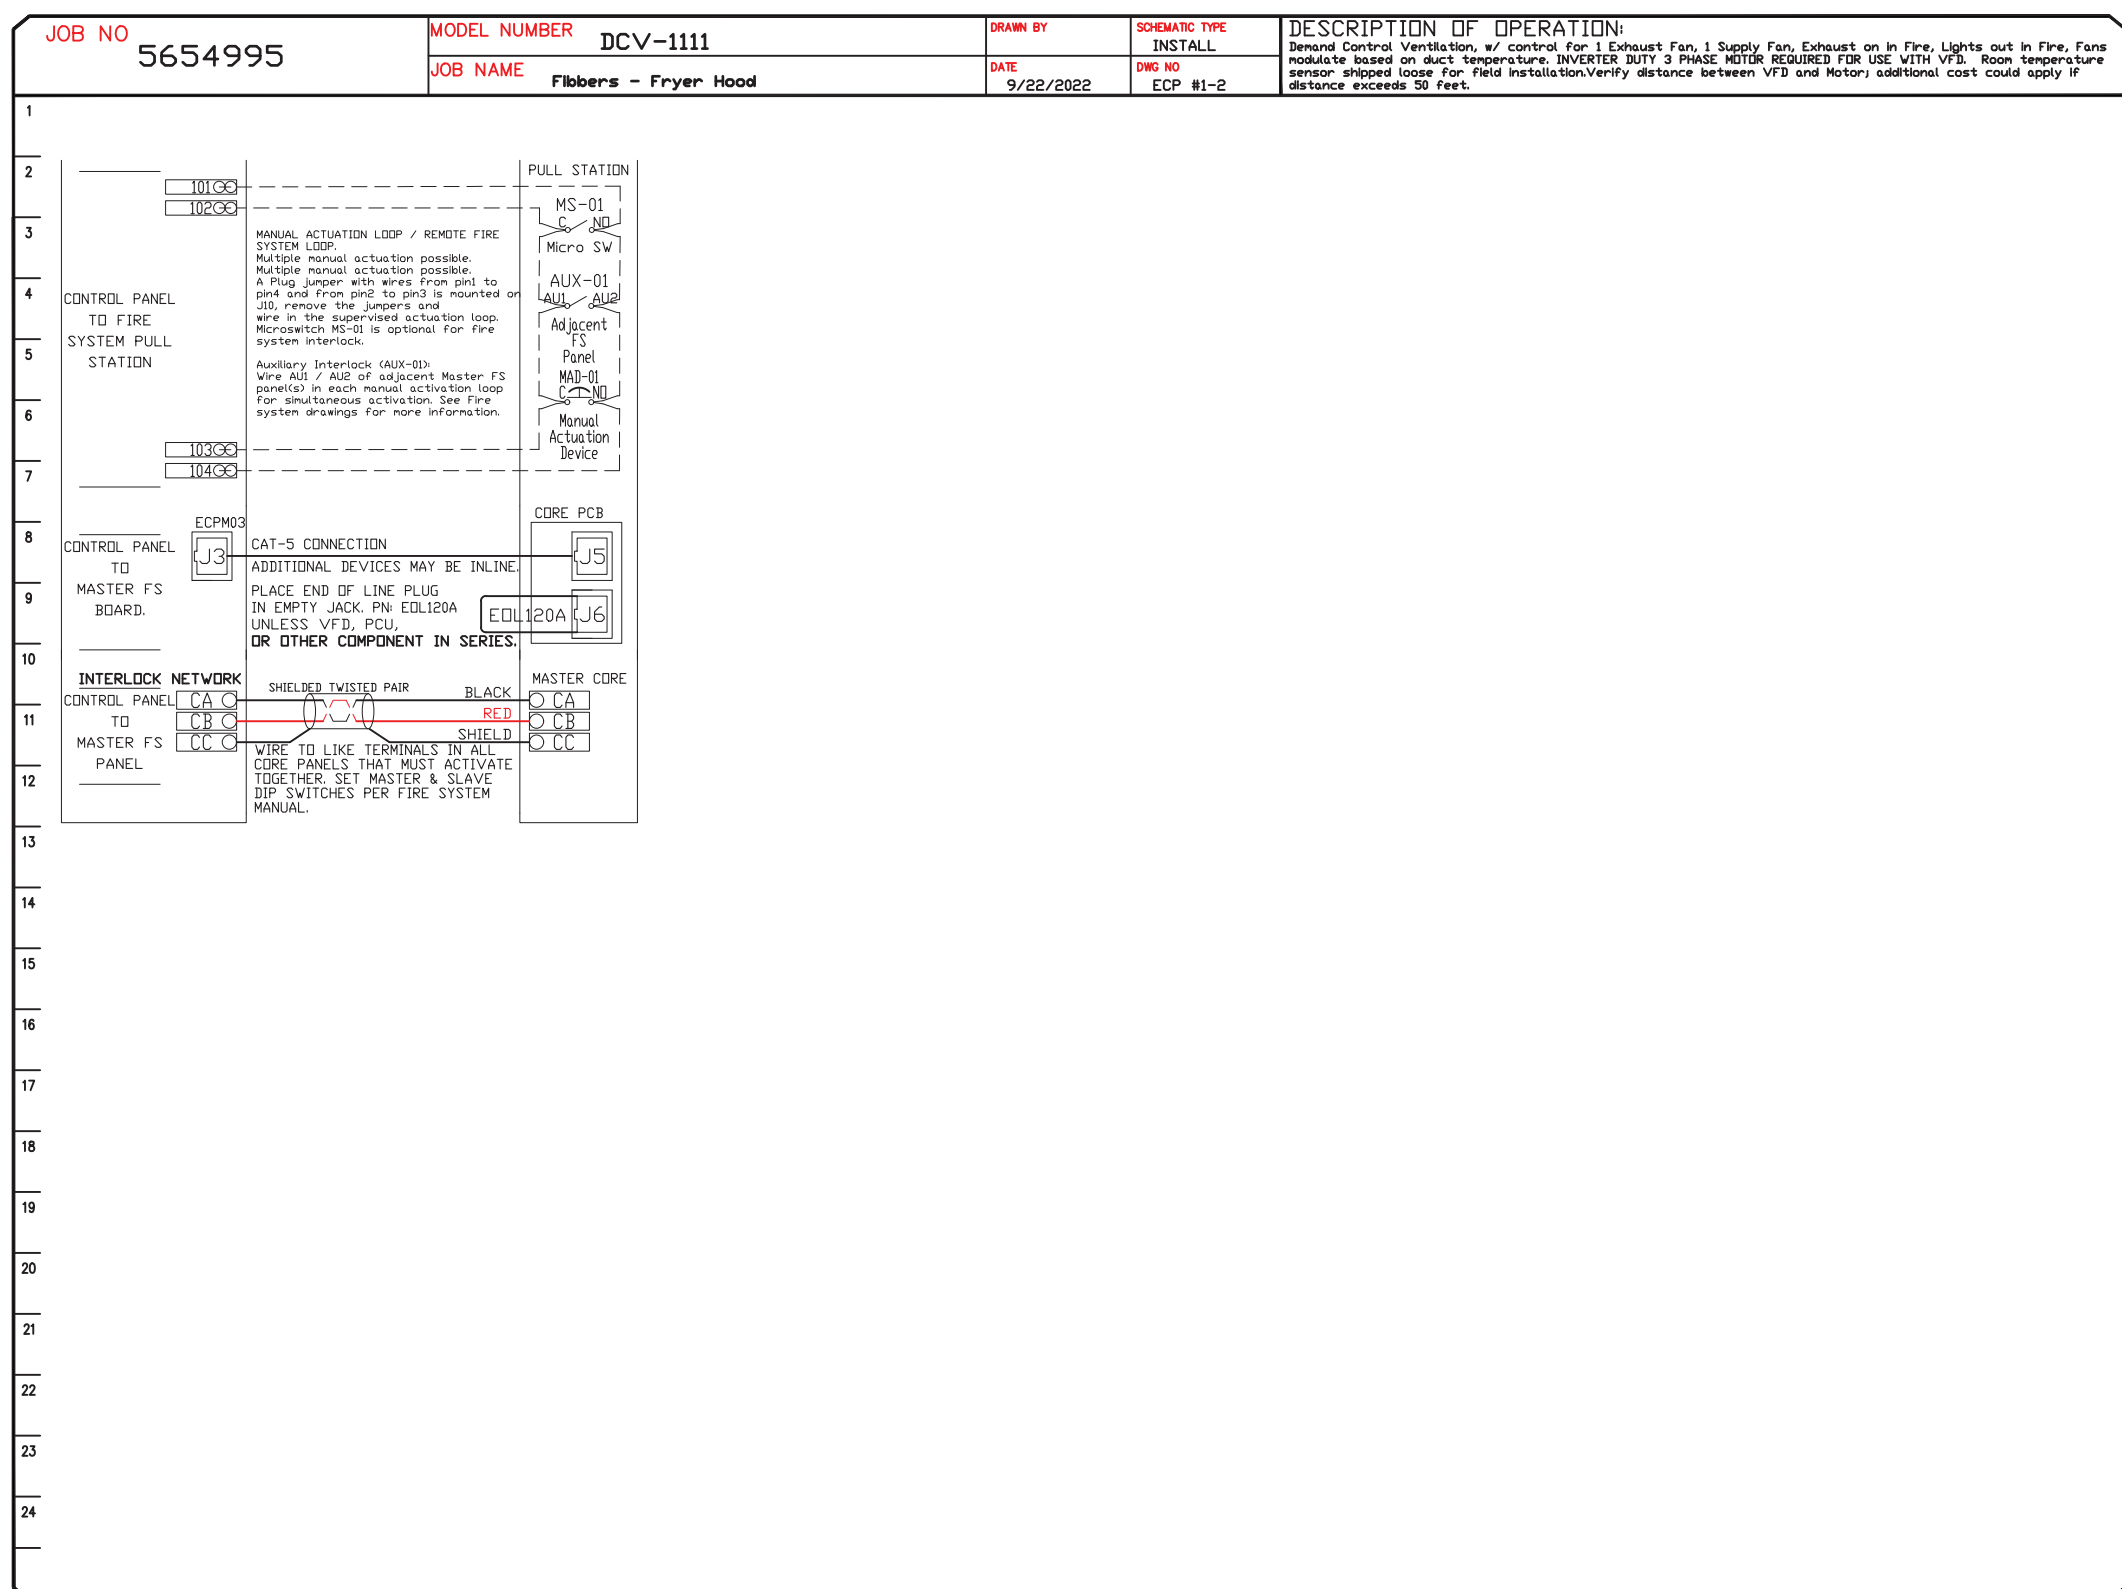 JOB NO
5654995
MODEL NUMBER
DCV-1111
JOB NAME
Fibbers - Fryer Hood
DRAWN BY
DATE
9/22/2022
SCHEMATIC TYPE
INSTALL
DWG NO
ECP #1-2
DESCRIPTION OF OPERATION:
Demand Control Ventilation, w/ control for 1 Exhaust Fan, 1 Supply Fan, Exhaust on in Fire, Lights out in Fire, Fans
modulate based on duct temperature. INVERTER DUTY 3 PHASE MOTOR REQUIRED FOR USE WITH VFD. Room temperature
sensor shipped loose for field installation.Verify distance between VFD and Motor; additional cost could apply if
distance exceeds 50 feet.
1
2
3
4
5
6
7
8
9
10
11
12
13
14
15
16
17
18
19
20
21
22
23
24
CONTROL PANEL
TO FIRE
SYSTEM PULL
STATION
101
102
103
104
MANUAL ACTUATION LOOP / REMOTE FIRE
SYSTEM LOOP.
Multiple manual actuation possible.
Multiple manual actuation possible.
A Plug jumper with wires from pin1 to
pin4 and from pin2 to pin3 is mounted on
J10, remove the jumpers and
wire in the supervised actuation loop.
Microswitch MS-01 is optional for fire
system interlock.
Auxiliary Interlock (AUX-01):
Wire AU1 / AU2 of adjacent Master FS
panel(s) in each manual activation loop
for simultaneous activation. See Fire
system drawings for more information.
PULL STATION
MS-01
C NO
Micro SW
AUX-01
AU1 AU2
Adjacent
FS
Panel
MAD-01
C NO
Manual
Actuation
Device
CONTROL PANEL
TO
MASTER FS
BOARD.
ECPM03
J3
CAT-5 CONNECTION
ADDITIONAL DEVICES MAY BE INLINE.
PLACE END OF LINE PLUG
IN EMPTY JACK. PN: EOL120A
UNLESS VFD, PCU,
OR OTHER COMPONENT IN SERIES.
CORE PCB
J5
EOL120A J6
INTERLOCK NETWORK
CONTROL PANEL
TO
MASTER FS
PANEL
CA
CB
CC
SHIELDED TWISTED PAIR
BLACK
RED
SHIELD
MASTER CORE
CA
CB
CC
WIRE TO LIKE TERMINALS IN ALL
CORE PANELS THAT MUST ACTIVATE
TOGETHER. SET MASTER & SLAVE
DIP SWITCHES PER FIRE SYSTEM
MANUAL.